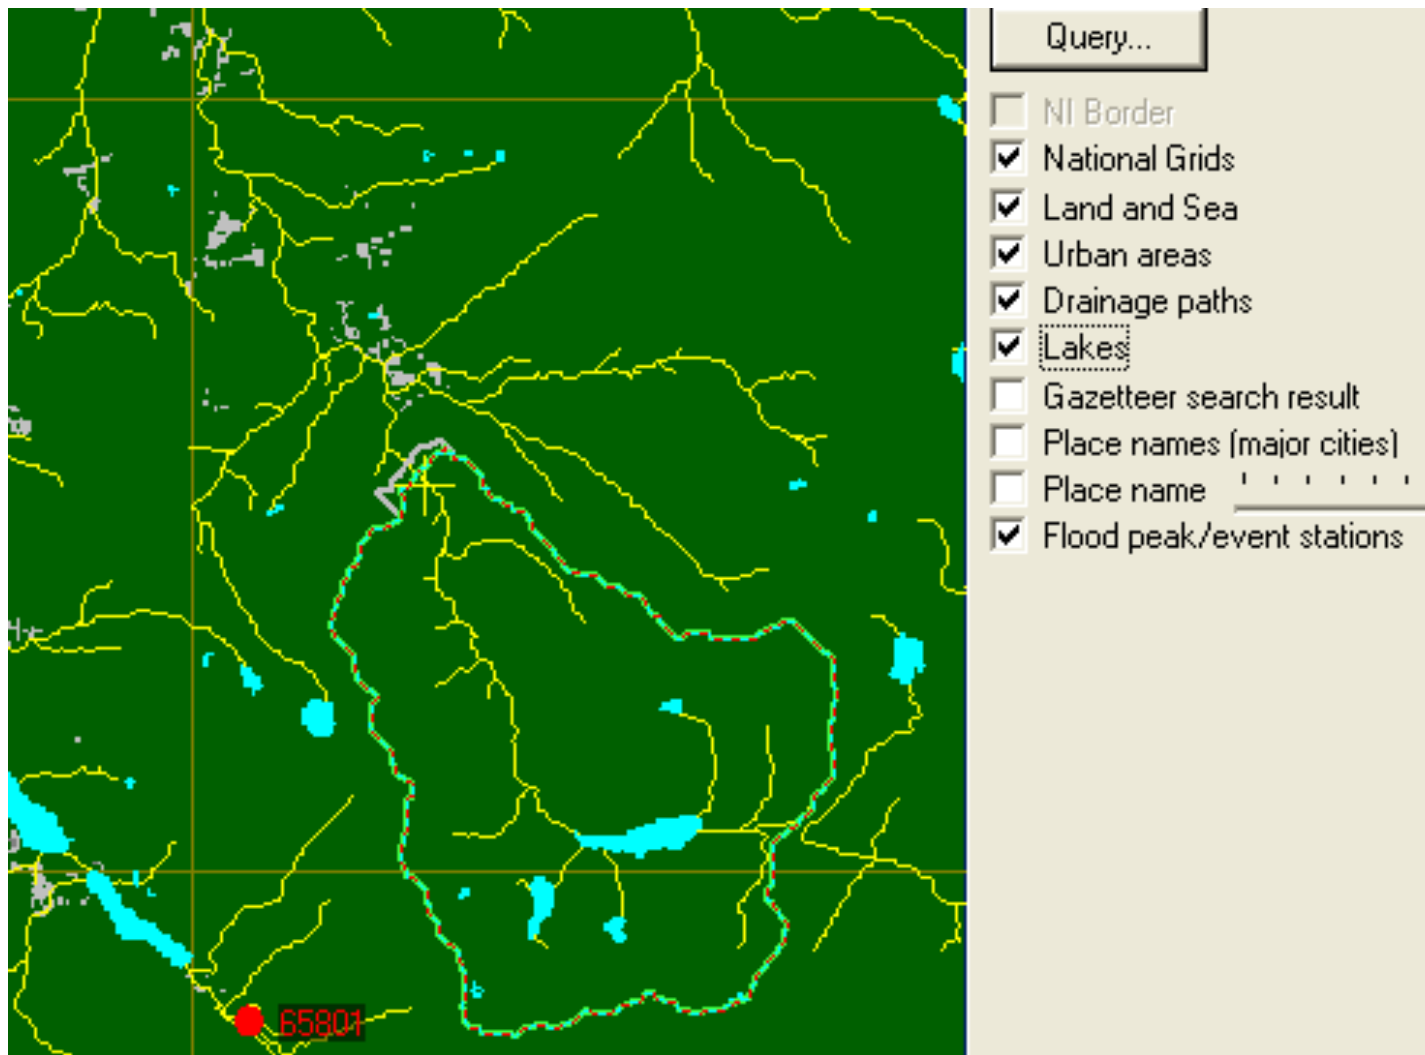 Query...
NI Border
National Grids
Land and Sea
Urban areas
Drainage paths
Lakes
Gazetteer search result
Place names (major cities)
Place name
Flood peak/event stations
65801